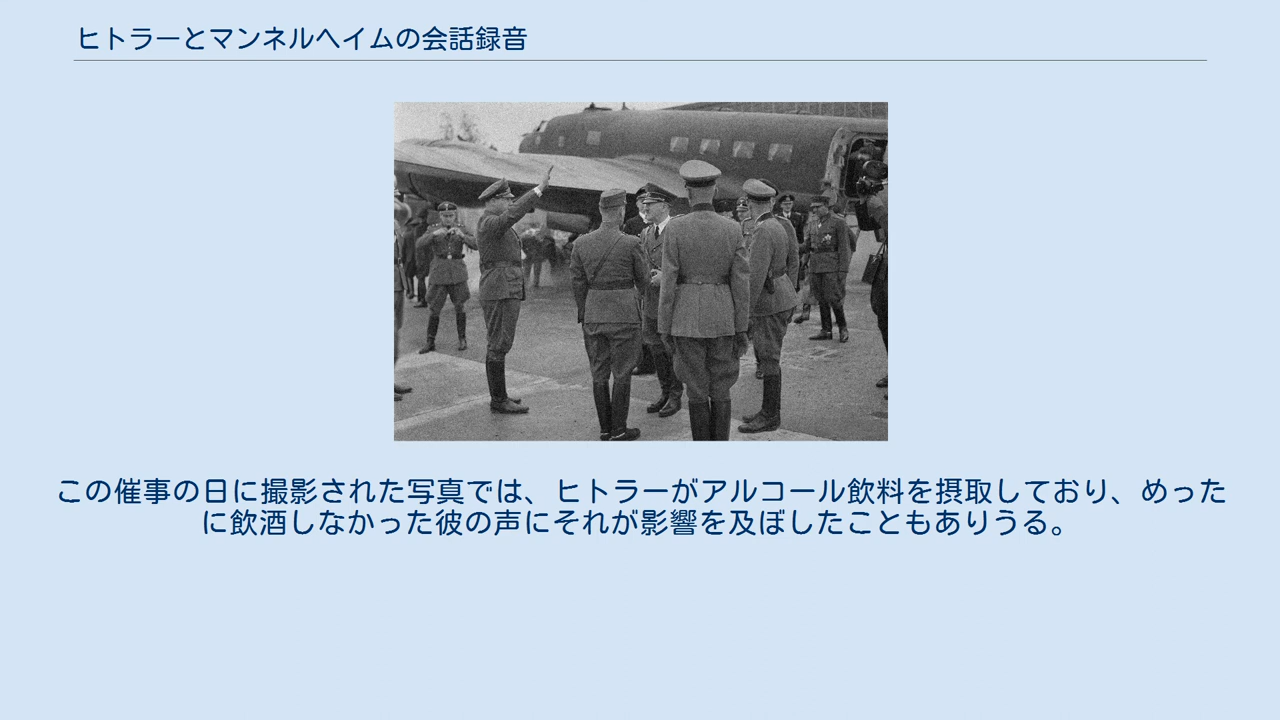 ヒトラーとマンネルヘイムの会話録音
この催事の日に撮影された写真では、ヒトラーがアルコール飲料を摂取しており、めった
に飲酒しなかった彼の声にそれが影響を及ぼしたこともありうる。